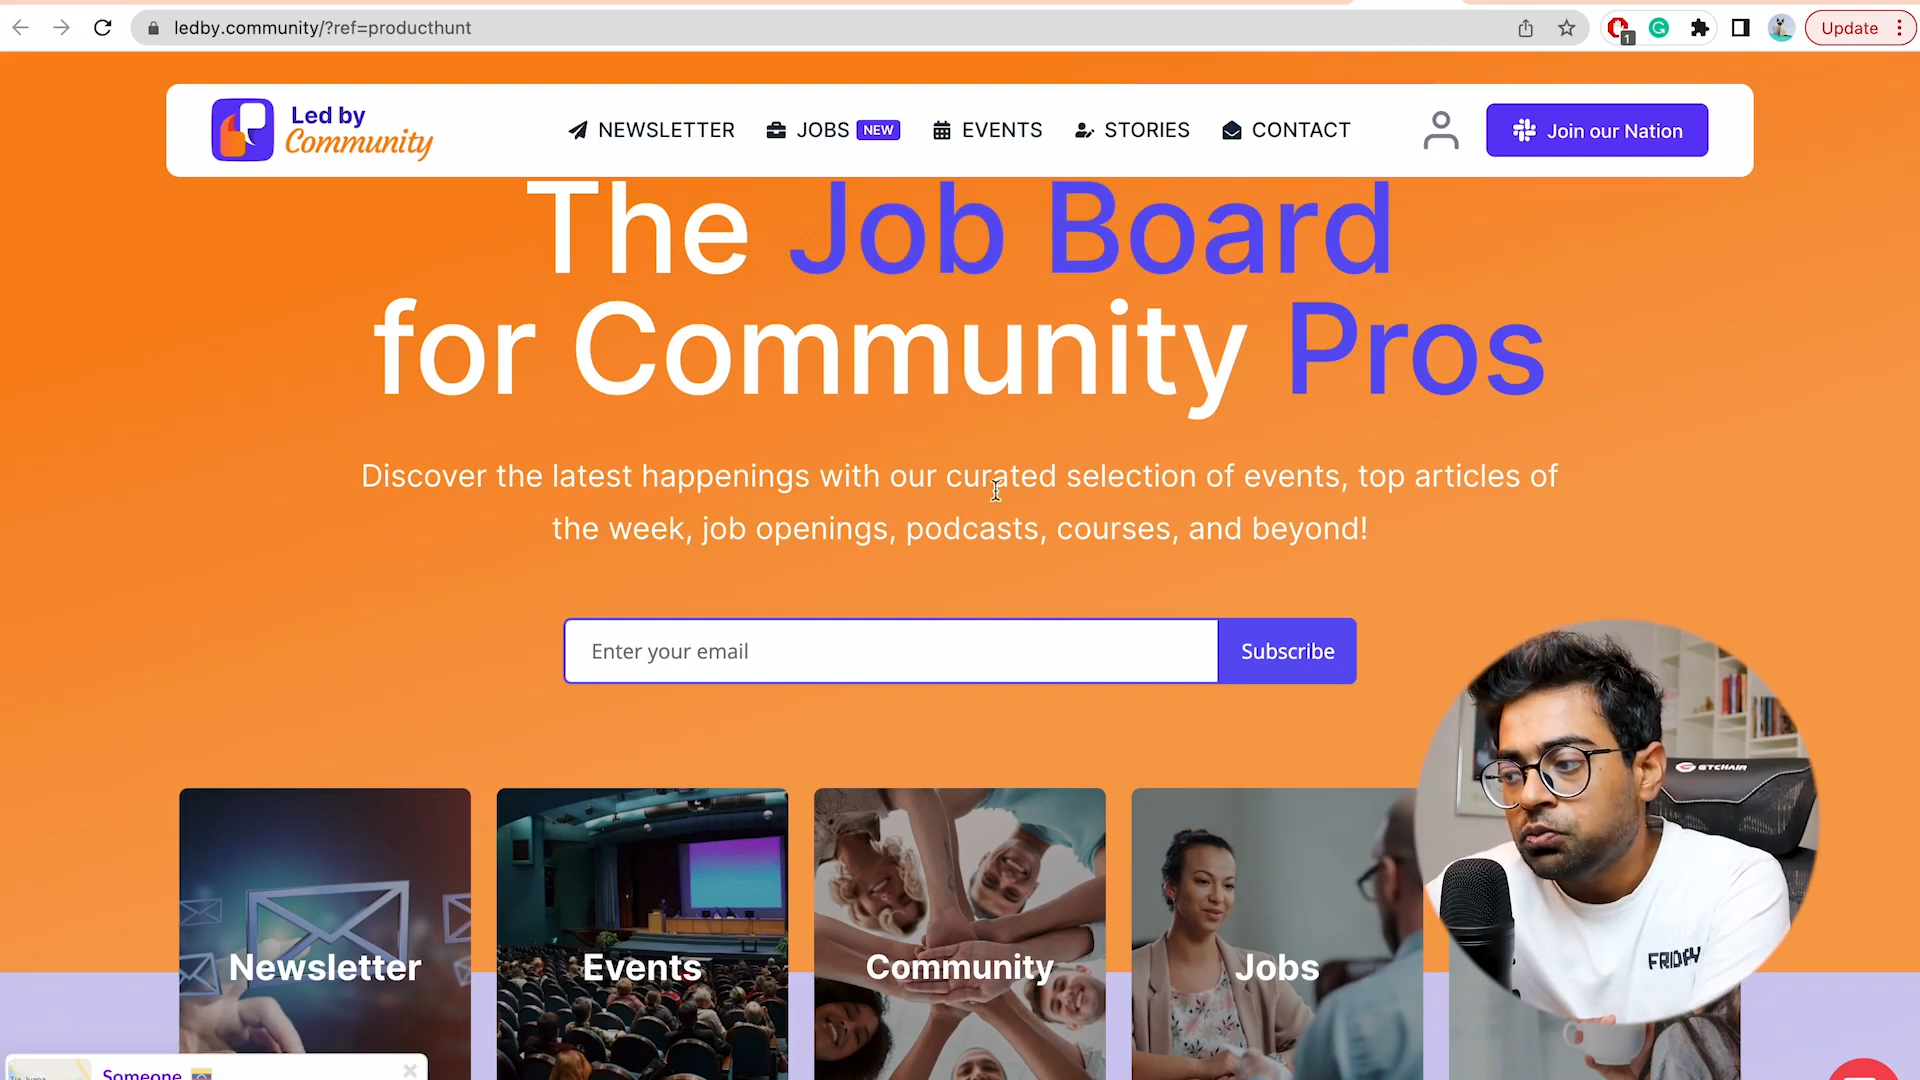 ledby.community/?ref=producthunt
1
Update
Led by
Community
NEWSLETTER
JOBS NEW
EVENTS
STORIES
CONTACT
Join our Nation
The Job Board
for Community Pros
Discover the latest happenings with our curated selection of events, top articles of
the week, job openings, podcasts, courses, and beyond!
Enter your email
Subscribe
GTCHAIR
FRIDAY
Newsletter
Events
Community
Jobs
Someone